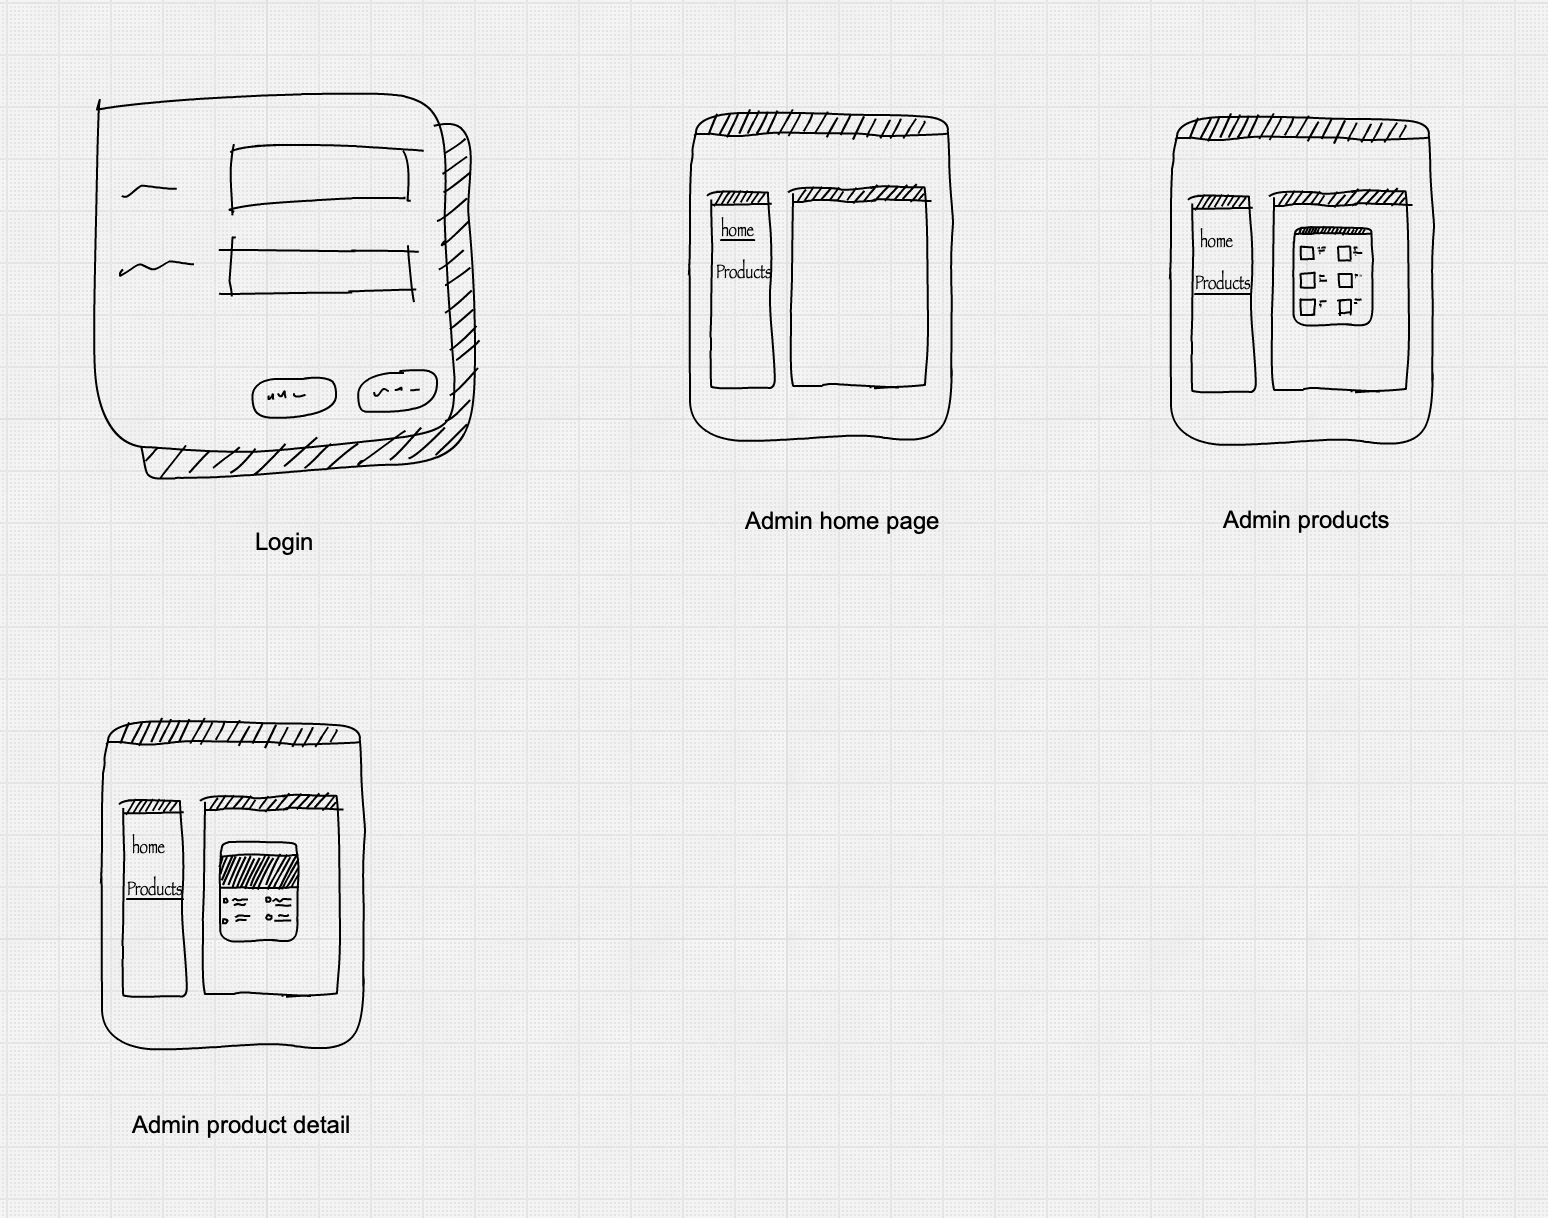 home
Products
home
Products
Login
Admin home page
Admin products
home
Products
Admin product detail